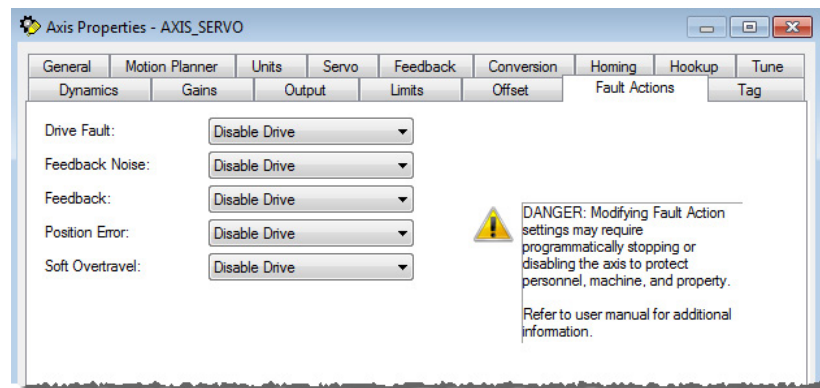 Axis Properties - AXIS_SERVO
General Motion Planner Units Servo Feedback Conversion Homing Hookup Tune
Dynamics Gains Output Limits Offset Fault Actions Tag
Drive Fault: Disable Drive
Feedback Noise: Disable Drive
Feedback: Disable Drive
Position Error: Disable Drive
Soft Overtravel: Disable Drive
DANGER: Modifying Fault Action
settings may require
programmatically stopping or
disabling the axis to protect
personnel, machine, and property.
Refer to user manual for additional
information.